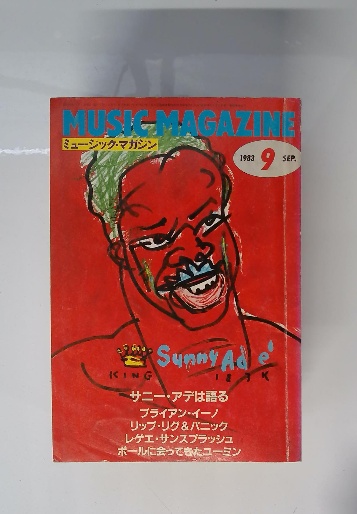 MUSIC MAGAZINE
ミュージック・マガジン
1983 9 SEP.
Sunny Adé
KING
サニー・アデは語る
ブライアン・イーノ
リップ・リグ&パニック
レゲエ・サンスプラッシュ
ポールに会ってきたユーミン